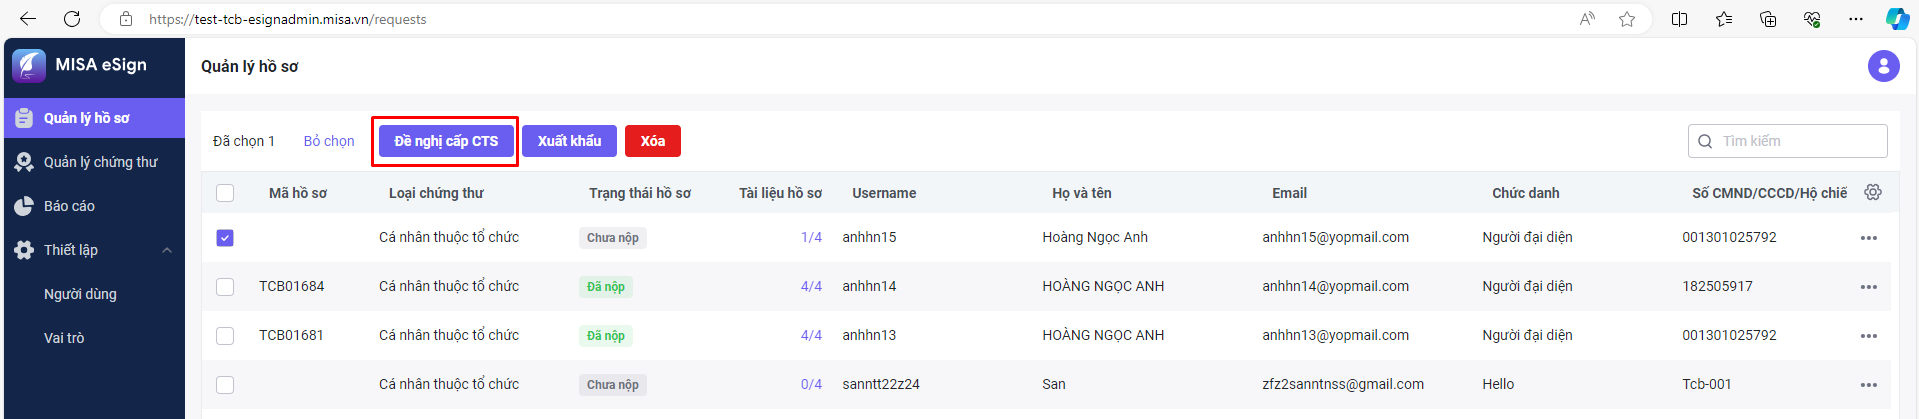 https://test-tcb-esignadmin.misa.vn/requests
MISA eSign
Quản lý hồ sơ
Quản lý hồ sơ
Quản lý chứng thư
Báo cáo
Thiết lập
Người dùng
Vai trò
Đã chọn 1 Bỏ chọn Đề nghị cấp CTS Xuất khẩu Xóa Tìm kiếm
Mã hồ sơ Loại chứng thư Trạng thái hồ sơ Tài liệu hồ sơ Username Họ và tên Email Chức danh Số CMND/CCCD/Hộ chiế
Cá nhân thuộc tổ chức Chưa nộp 1/4 anhhn15 Hoàng Ngọc Anh anhhn15@yopmail.com Người đại diện 001301025792
TCB01684 Cá nhân thuộc tổ chức Đã nộp 4/4 anhhn14 HOÀNG NGỌC ANH anhhn14@yopmail.com Người đại diện 182505917
TCB01681 Cá nhân thuộc tổ chức Đã nộp 4/4 anhhn13 HOÀNG NGỌC ANH anhhn13@yopmail.com Người đại diện 001301025792
Cá nhân thuộc tổ chức Chưa nộp 0/4 sanntt22z24 San zfz2sanntnss@gmail.com Hello Tcb-001